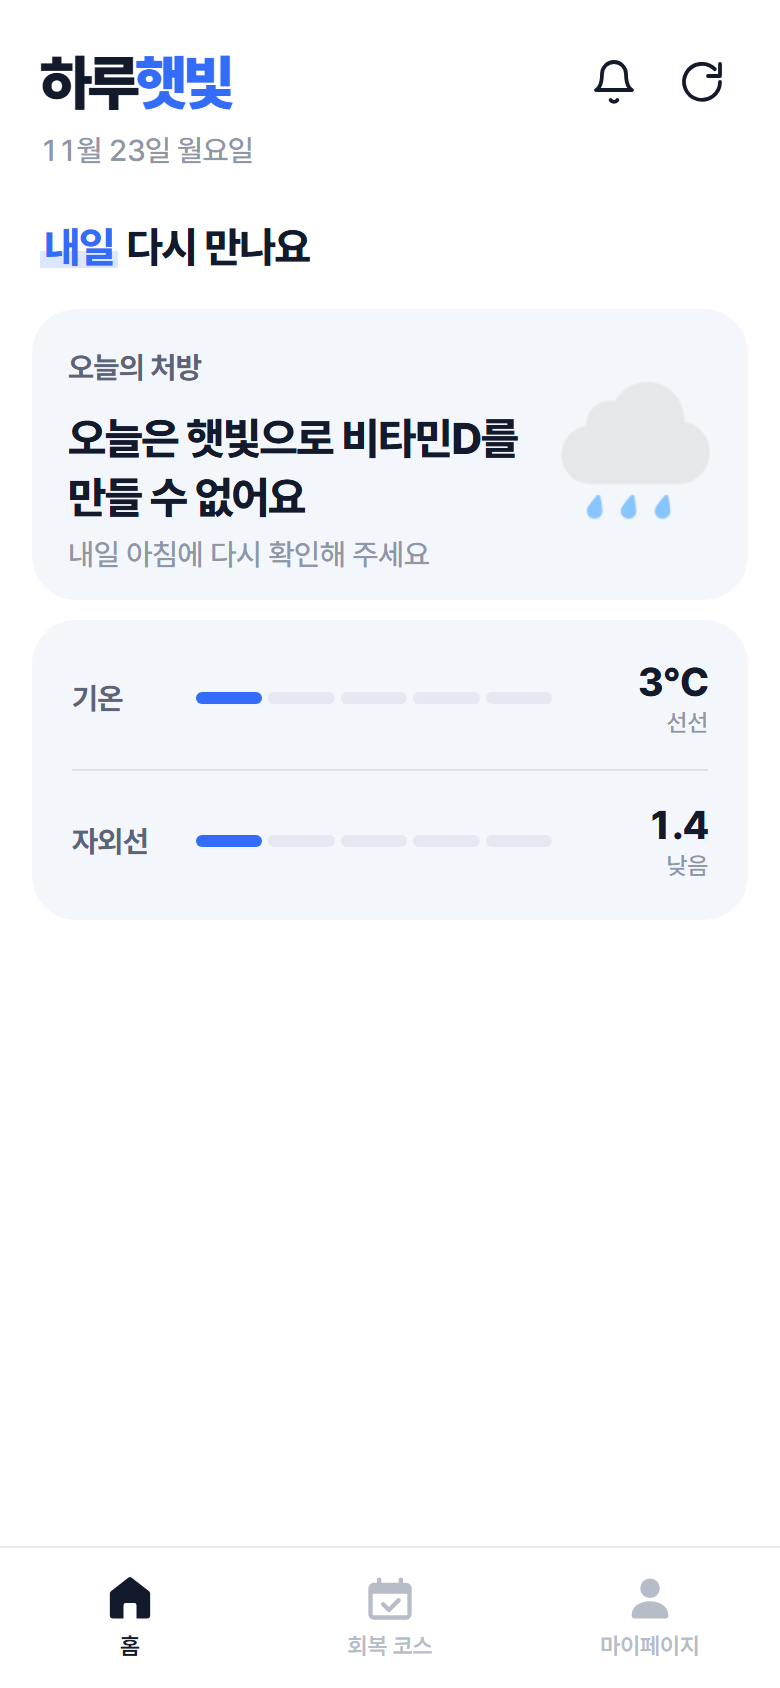 하루햇빛
11월 23일 월요일
내일 다시 만나요
오늘의 처방
오늘은 햇빛으로 비타민D를
만들 수 없어요
내일 아침에 다시 확인해 주세요
기온
3°C
선선
자외선
1.4
낮음
홈
회복 코스
마이페이지